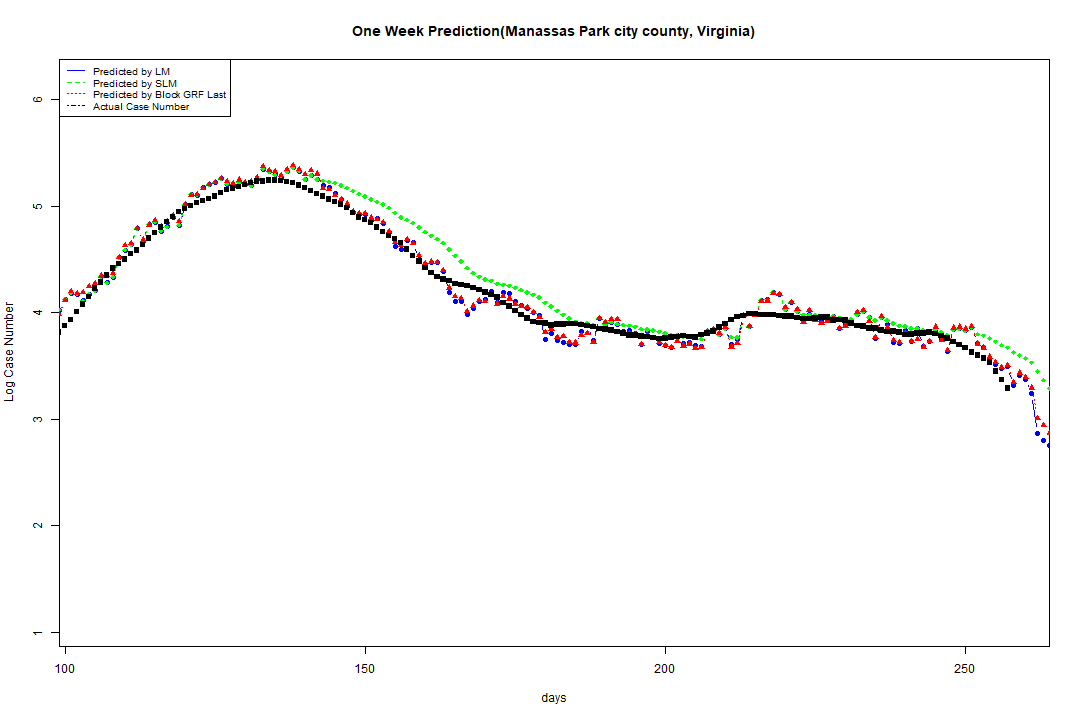 One Week Prediction(Manassas Park city county, Virginia)
Predicted by LM
Predicted by SLM
Predicted by Block GRF Last
Actual Case Number
6
5
4
3
2
1
Log Case Number
100 150 200 250
days